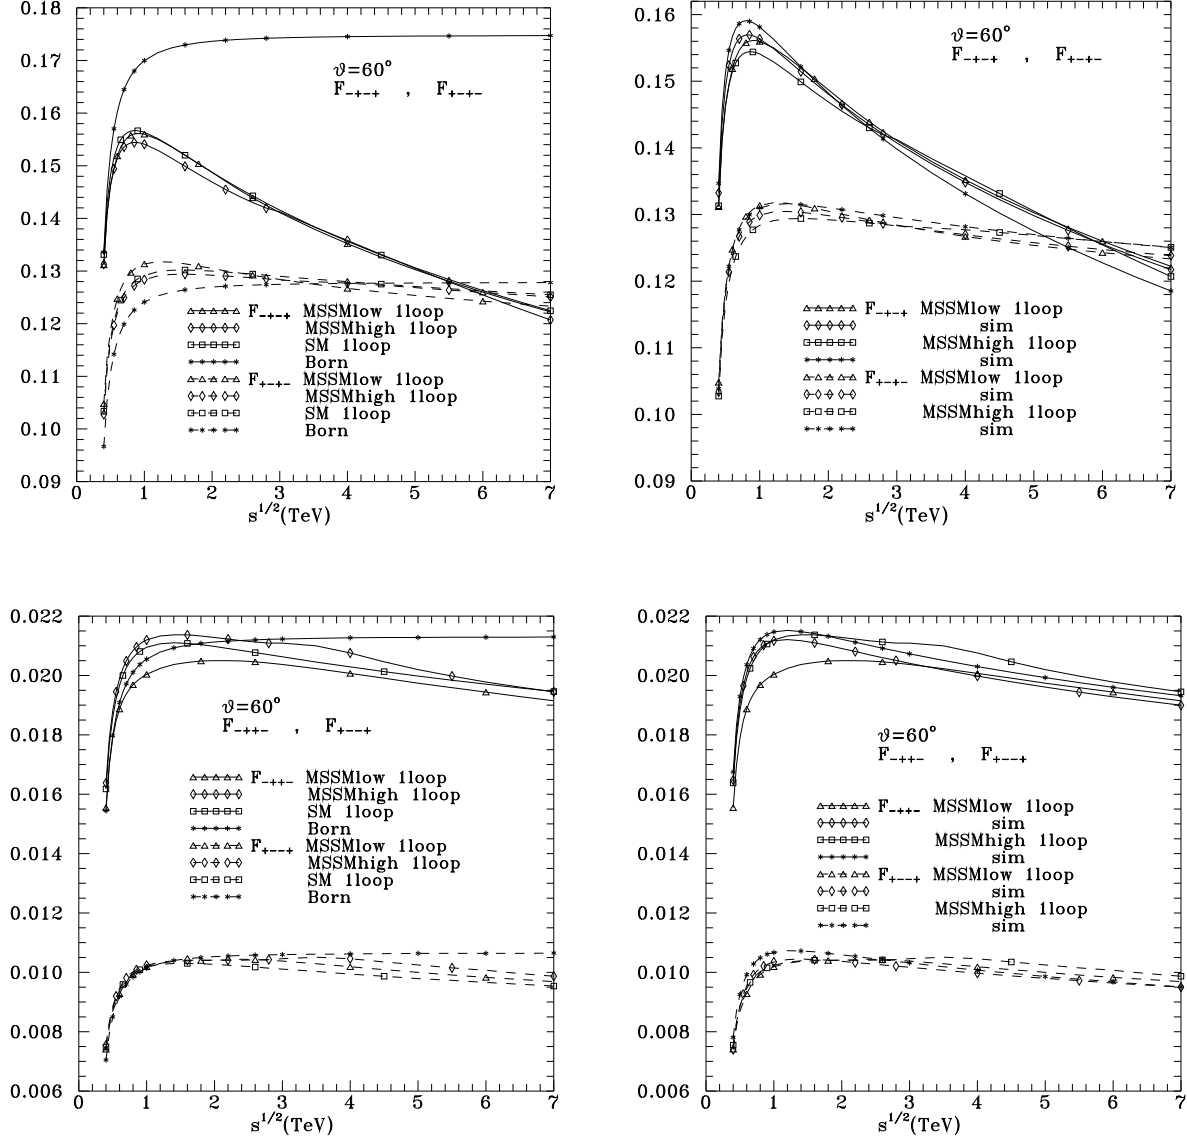 0.18
0.17
0.16
0.15
0.14
0.13
0.12
0.11
0.10
0.09
0 1 2 3 4 5 6 7
s^1/2(TeV)
ϑ=60°
F_-+-+ , F_+-+-
F_-+-+ MSSMlow 1loop
MSSMhigh 1loop
SM 1loop
Born
F_+-+- MSSMlow 1loop
MSSMhigh 1loop
SM 1loop
Born
0.16
0.15
0.14
0.13
0.12
0.11
0.10
0.09
0 1 2 3 4 5 6 7
s^1/2(TeV)
ϑ=60°
F_-+-+ , F_+-+-
F_-+-+ MSSMlow 1loop
sim
MSSMhigh 1loop
sim
F_+-+- MSSMlow 1loop
sim
MSSMhigh 1loop
sim
0.022
0.020
0.018
0.016
0.014
0.012
0.010
0.008
0.006
0 1 2 3 4 5 6 7
s^1/2(TeV)
ϑ=60°
F_-++- , F_+--+
F_-++- MSSMlow 1loop
MSSMhigh 1loop
SM 1loop
Born
F_+--+ MSSMlow 1loop
MSSMhigh 1loop
SM 1loop
Born
0.022
0.020
0.018
0.016
0.014
0.012
0.010
0.008
0.006
0 1 2 3 4 5 6 7
s^1/2(TeV)
ϑ=60°
F_-++- , F_+--+
F_-++- MSSMlow 1loop
sim
MSSMhigh 1loop
sim
F_+--+ MSSMlow 1loop
sim
MSSMhigh 1loop
sim